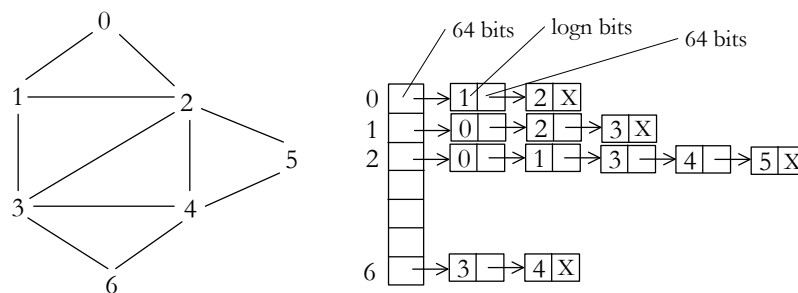 0
1
2
5
3
4
6
64 bits
logn bits
64 bits
0 1 2 X
1 0 2 3 X
2 0 1 3 4 5 X
6 3 4 X